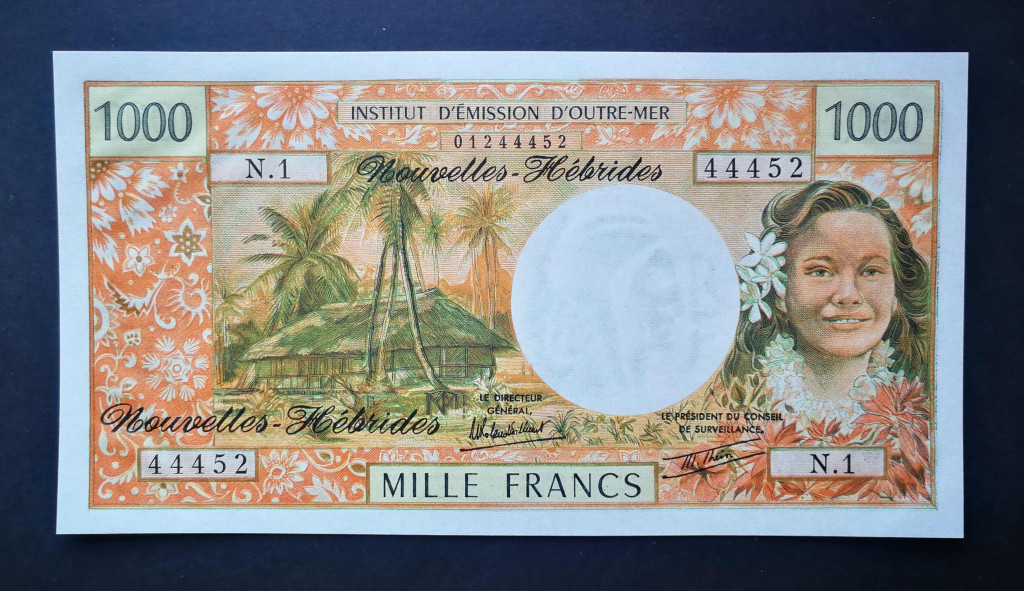 1000
INSTITUT D'ÉMISSION D'OUTRE-MER
1000
01244452
N.1
Nouvelles-Hébrides
44452
LE DIRECTEUR
GÉNÉRAL,
LE PRÉSIDENT DU CONSEIL
DE SURVEILLANCE,
Nouvelles-Hébrides
44452
MILLE FRANCS
N.1